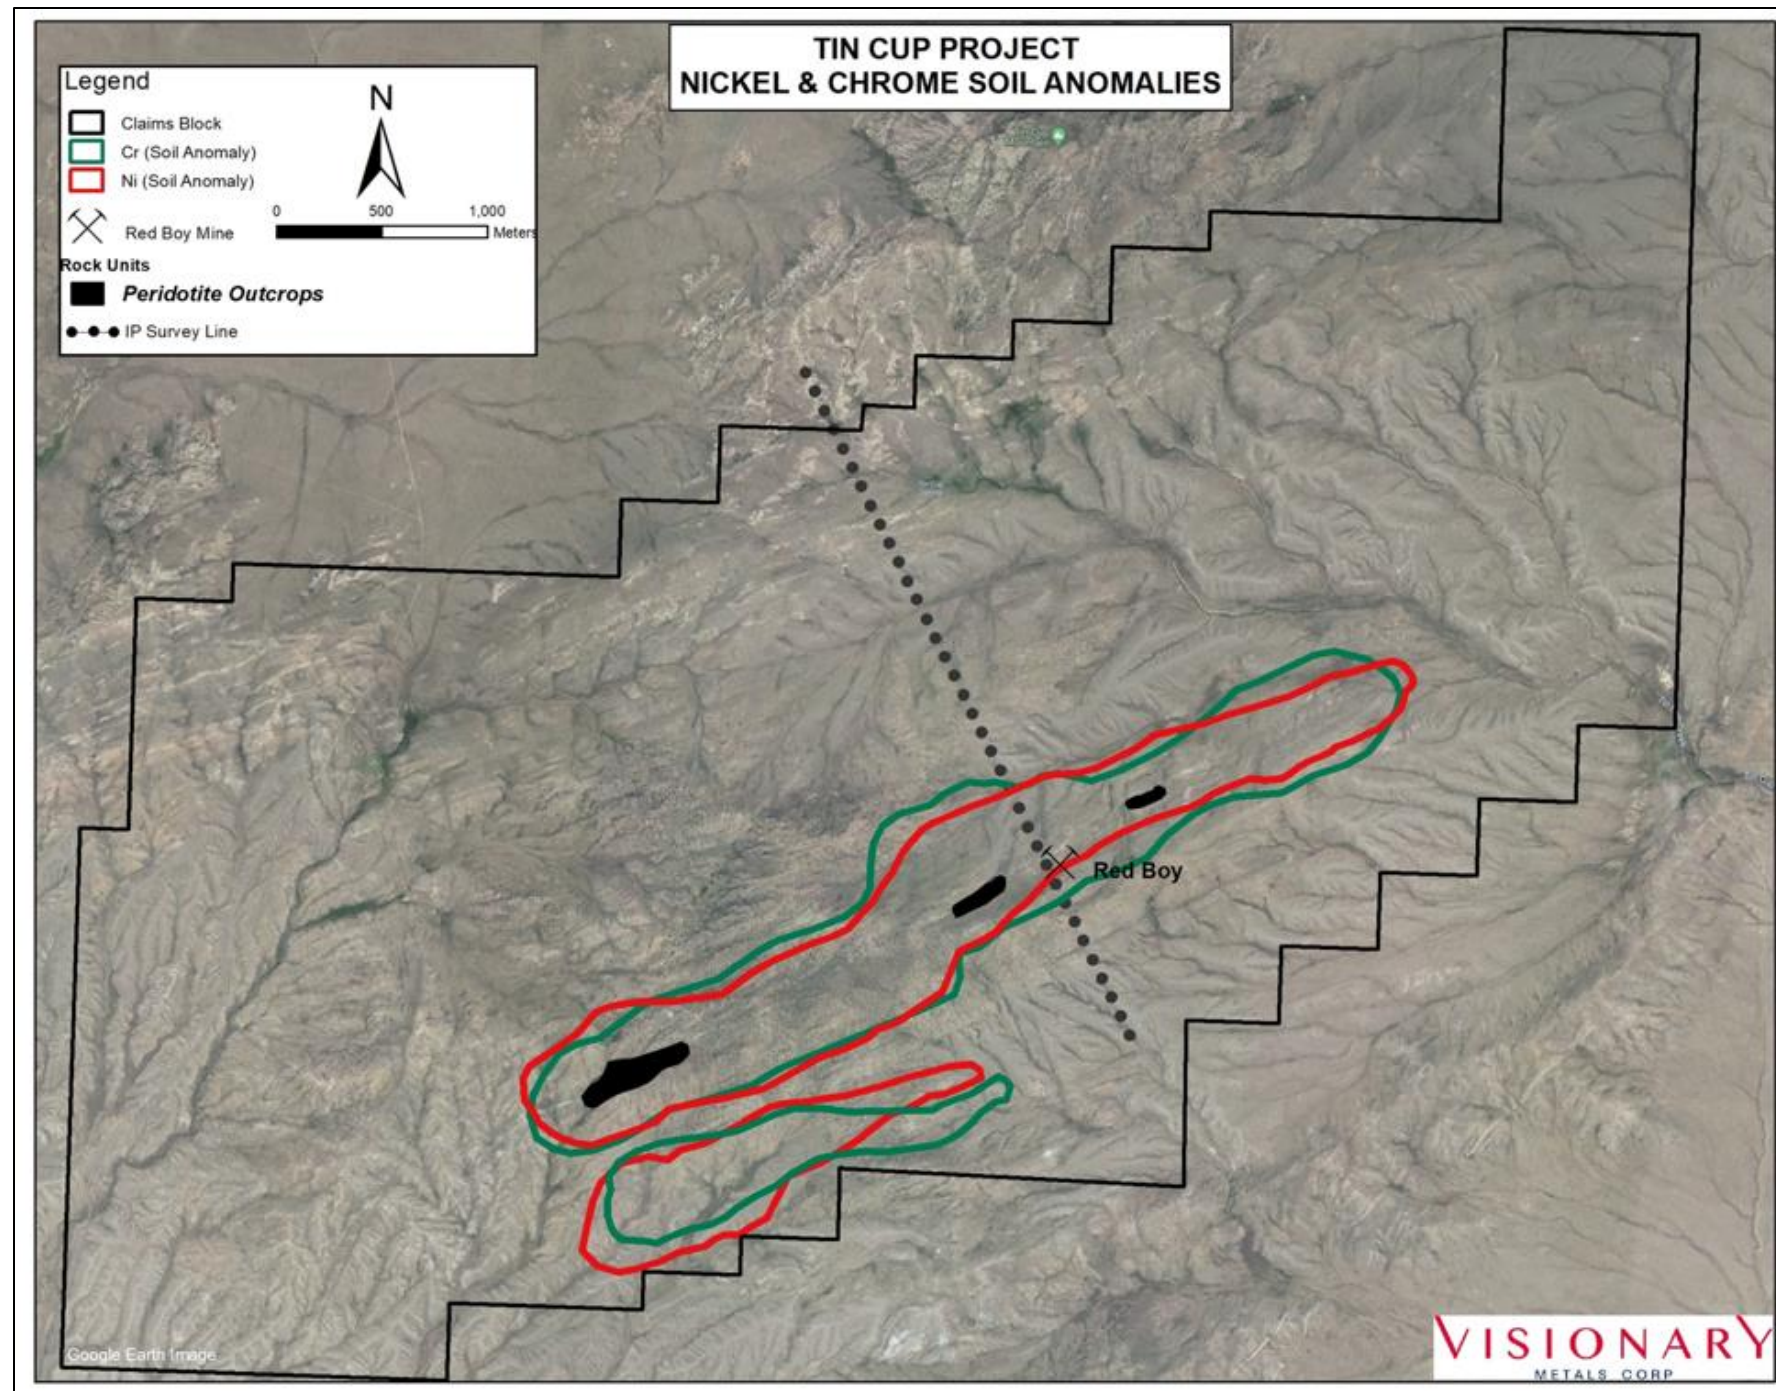 TIN CUP PROJECT
NICKEL & CHROME SOIL ANOMALIES
Legend
Claims Block
Cr (Soil Anomaly)
Ni (Soil Anomaly)
Red Boy Mine
N
0 500 1,000
Meters
Rock Units
Peridotite Outcrops
IP Survey Line
Red Boy
Google Earth Image
VISIONARY
METALS CORP